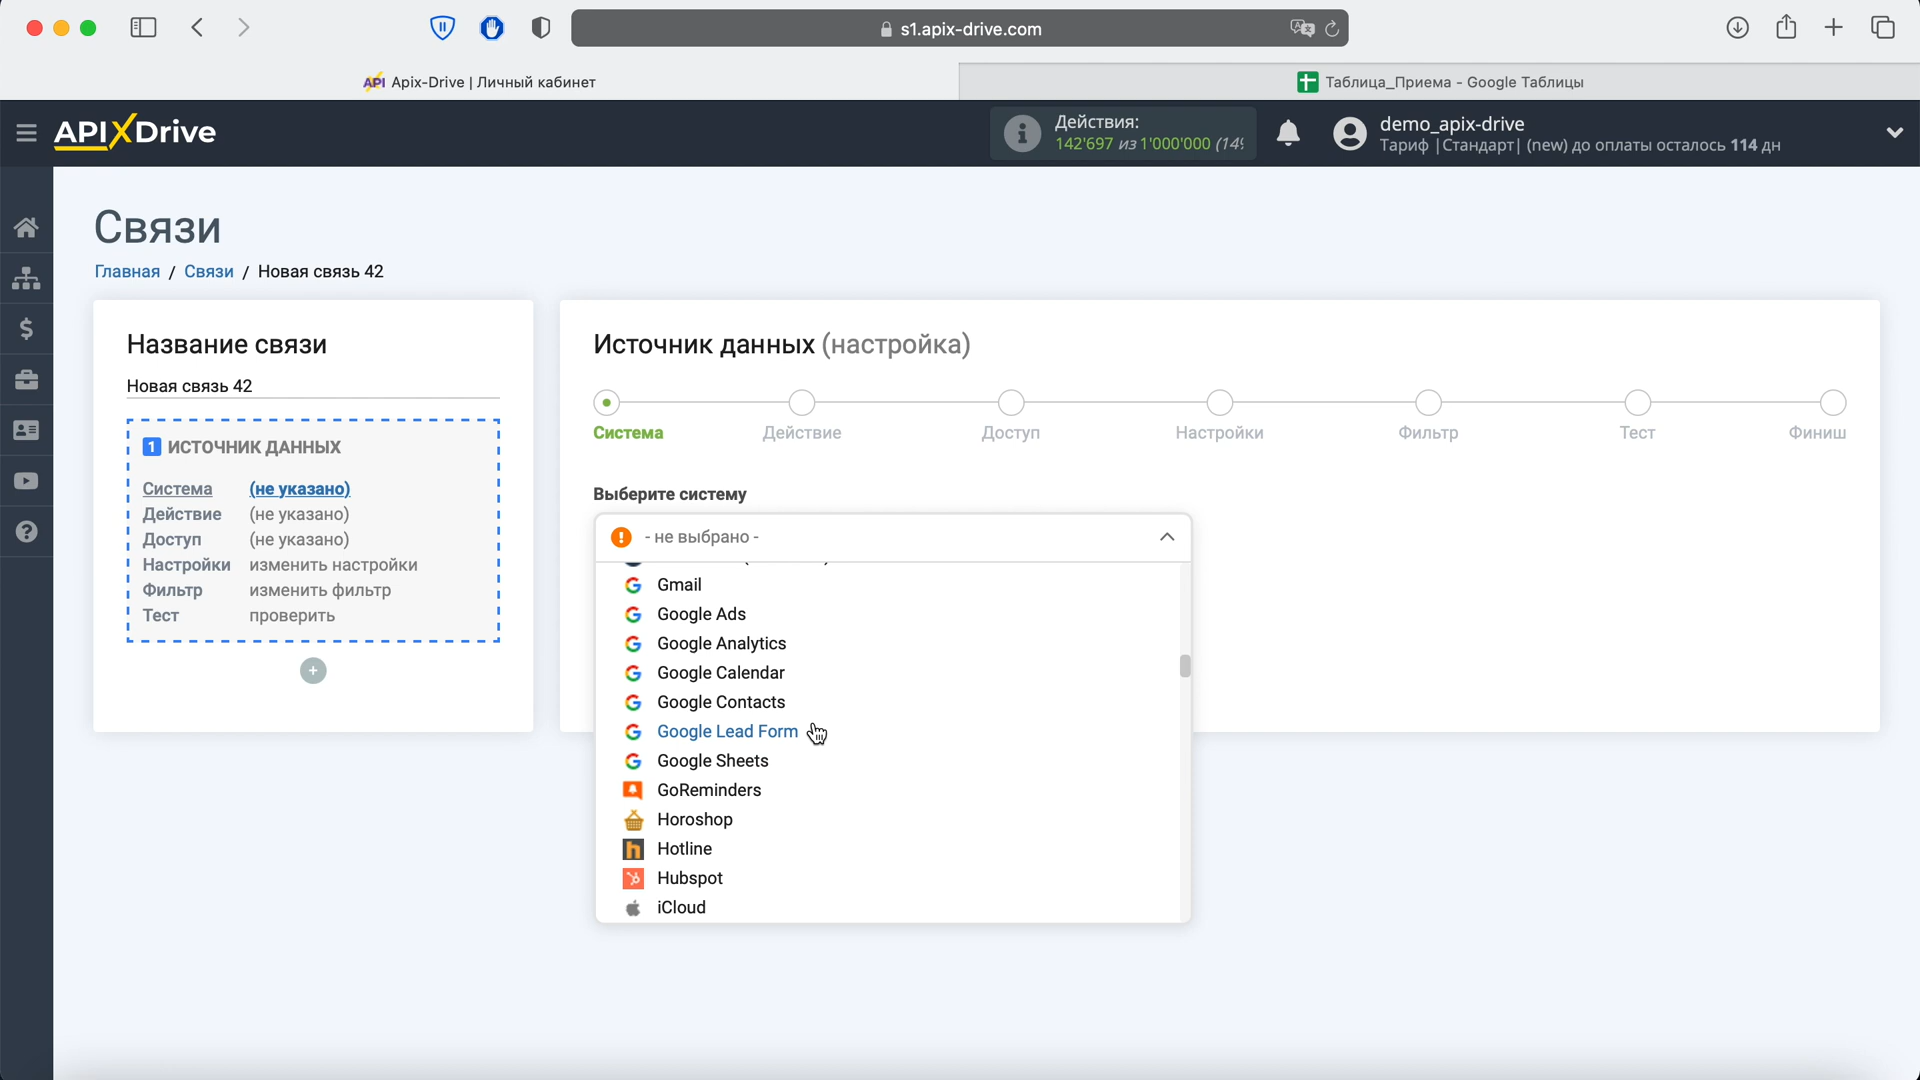 s1.apix-drive.com
API Apix-Drive | Личный кабинет
Таблица_Приема - Google Таблицы
APIXDrive
Действия:
142'697 из 1'000'000 (14%
demo_apix-drive
Тариф |Стандарт| (new) до оплаты осталось 114 дн
Связи
Главная / Связи / Новая связь 42
Название связи
Новая связь 42
1 ИСТОЧНИК ДАННЫХ
Система (не указано)
Действие (не указано)
Доступ (не указано)
Настройки изменить настройки
Фильтр изменить фильтр
Тест проверить
Источник данных (настройка)
Система Действие Доступ Настройки Фильтр Тест Финиш
Выберите систему
- не выбрано -
Gmail
Google Ads
Google Analytics
Google Calendar
Google Contacts
Google Lead Form
Google Sheets
GoReminders
Horoshop
Hotline
Hubspot
iCloud